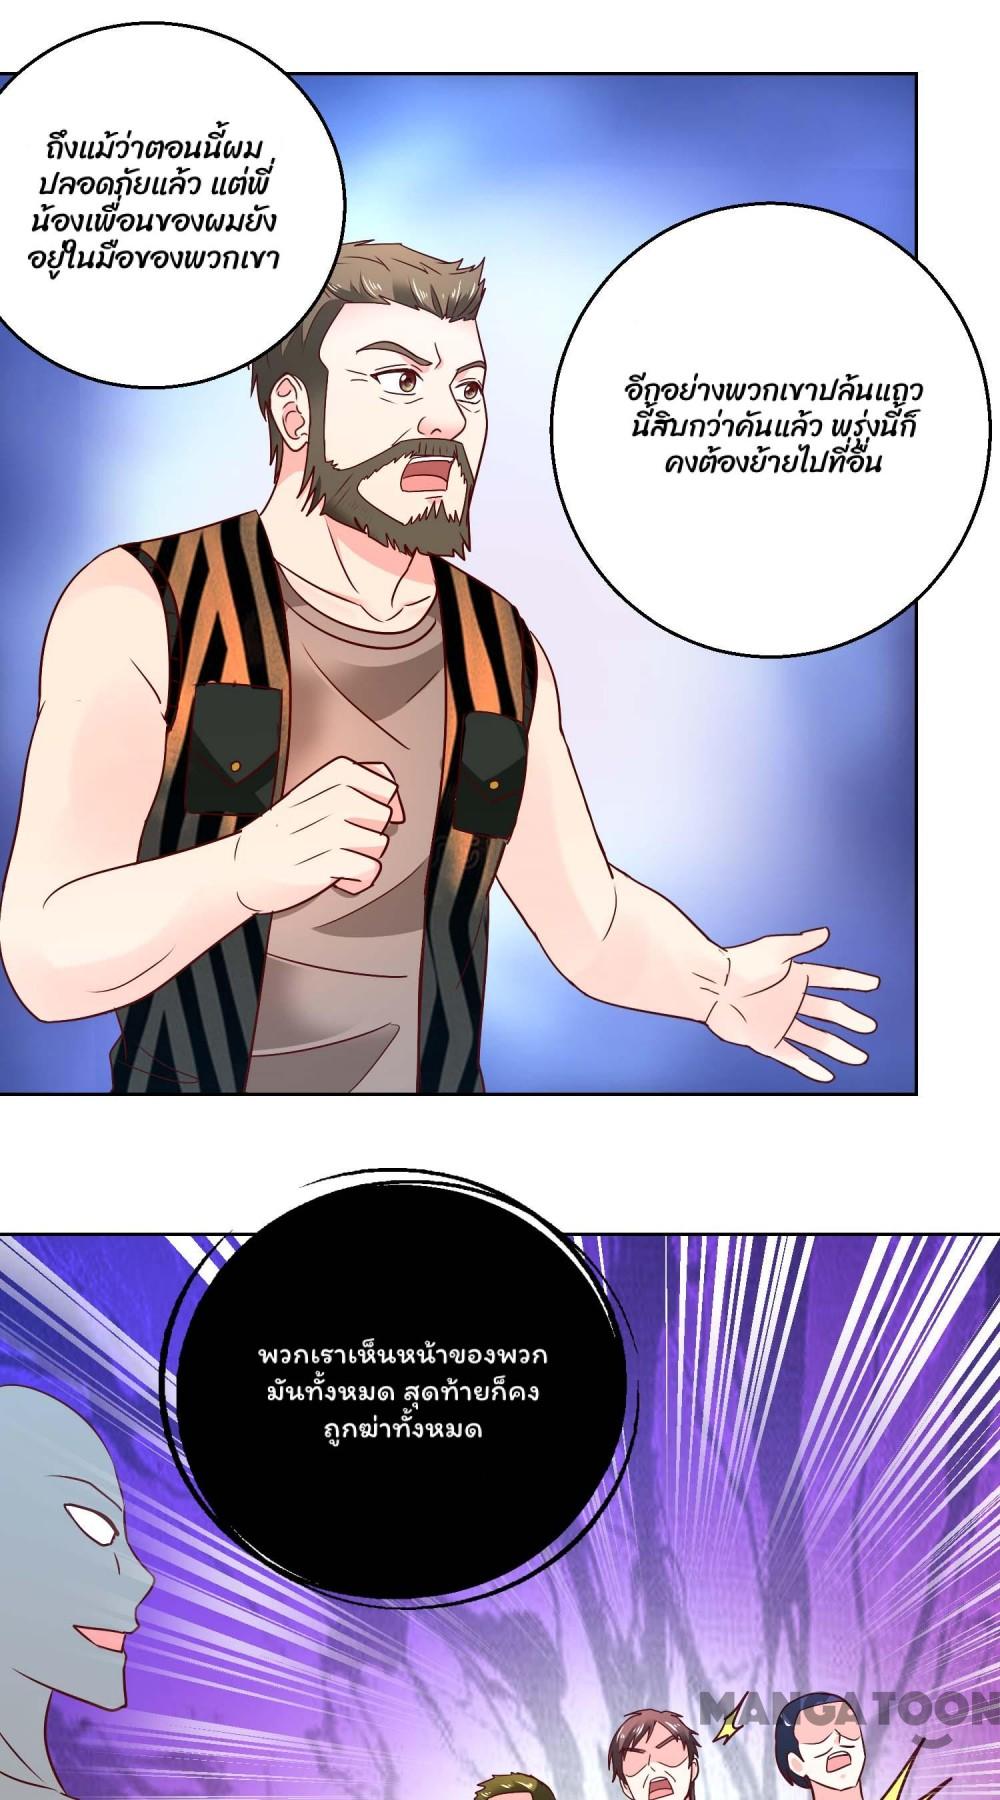 ถึงแม้ว่าตอนนี้ผม
ปลอดภัยแล้ว แต่พี่
น้องเพื่อนของผมยัง
อยู่ในมือของพวกเขา
อีกอย่างพวกเขาปล้นแถว
นี้สิบกว่าคันแล้ว พรุ่งนี้ก็
คงต้องย้ายไปที่อื่น
พวกเราเห็นหน้าของพวก
มันทั้งหมด สุดท้ายก็คง
ถูกฆ่าทั้งหมด
MANGATOON